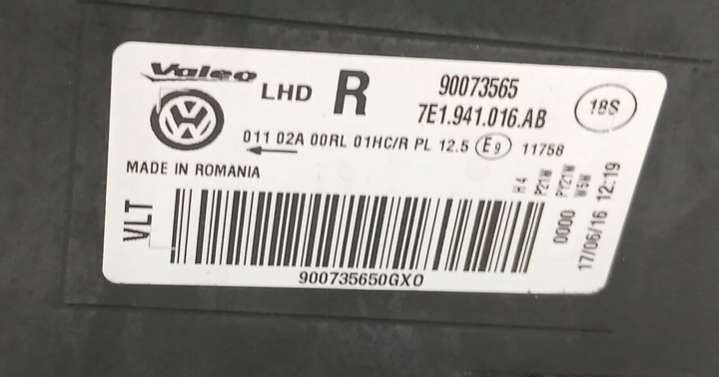 Valeo
LHD R
90073565
7E1.941.016.AB
18S
011 02A 00RL 01HC/R PL 12.5 E9 11758
MADE IN ROMANIA
VLT
900735650GXO
H4
P21W
PY21W
W5W
0000
17/06/16 12:19